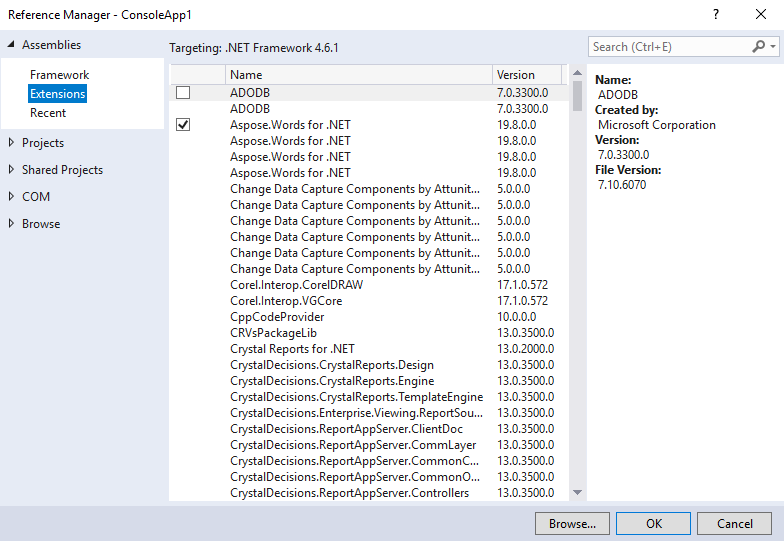 Reference Manager - ConsoleApp1
Assemblies
Framework
Extensions
Recent
Projects
Shared Projects
COM
Browse
Targeting: .NET Framework 4.6.1
Name Version
ADODB 7.0.3300.0
ADODB 7.0.3300.0
Aspose.Words for .NET 19.8.0.0
Aspose.Words for .NET 19.8.0.0
Aspose.Words for .NET 19.8.0.0
Aspose.Words for .NET 19.8.0.0
Change Data Capture Components by Attunit... 5.0.0.0
Change Data Capture Components by Attunit... 5.0.0.0
Change Data Capture Components by Attunit... 5.0.0.0
Change Data Capture Components by Attunit... 5.0.0.0
Change Data Capture Components by Attunit... 5.0.0.0
Change Data Capture Components by Attunit... 5.0.0.0
Corel.Interop.CorelDRAW 17.1.0.572
Corel.Interop.VGCore 17.1.0.572
CppCodeProvider 10.0.0.0
CRVsPackageLib 13.0.3500.0
Crystal Reports for .NET 13.0.2000.0
CrystalDecisions.CrystalReports.Design 13.0.3500.0
CrystalDecisions.CrystalReports.Engine 13.0.3500.0
CrystalDecisions.CrystalReports.TemplateEngine 13.0.3500.0
CrystalDecisions.Enterprise.Viewing.ReportSou... 13.0.3500.0
CrystalDecisions.ReportAppServer.ClientDoc 13.0.3500.0
CrystalDecisions.ReportAppServer.CommLayer 13.0.3500.0
CrystalDecisions.ReportAppServer.CommonC... 13.0.3500.0
CrystalDecisions.ReportAppServer.CommonO... 13.0.3500.0
CrystalDecisions.ReportAppServer.Controllers 13.0.3500.0
Search (Ctrl+E)
Name:
ADODB
Created by:
Microsoft Corporation
Version:
7.0.3300.0
File Version:
7.10.6070
Browse... OK Cancel